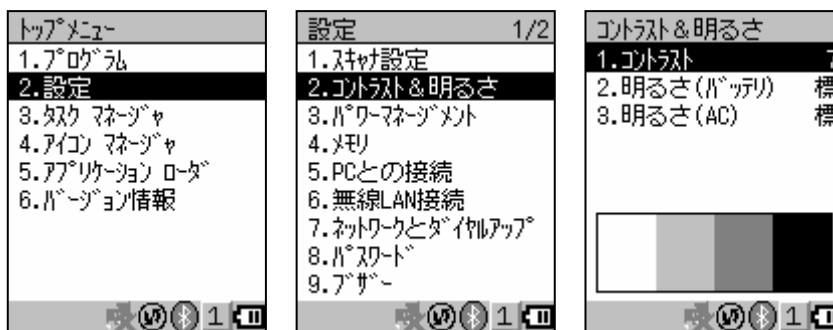 トップメニュー
1.プログラム
2.設定
3.タスク マネージャ
4.アイコン マネージャ
5.アプリケーション ローダ
6.バージョン情報
1
設定 1/2
1.スキャナ設定
2.コントラスト&明るさ
3.パワーマネージメント
4.メモリ
5.PCとの接続
6.無線LAN接続
7.ネットワークとダイヤルアップ
8.パスワード
9.ブザー
1
コントラスト&明るさ
1.コントラスト
2.明るさ(バッテリ) 標
3.明るさ(AC) 標
1